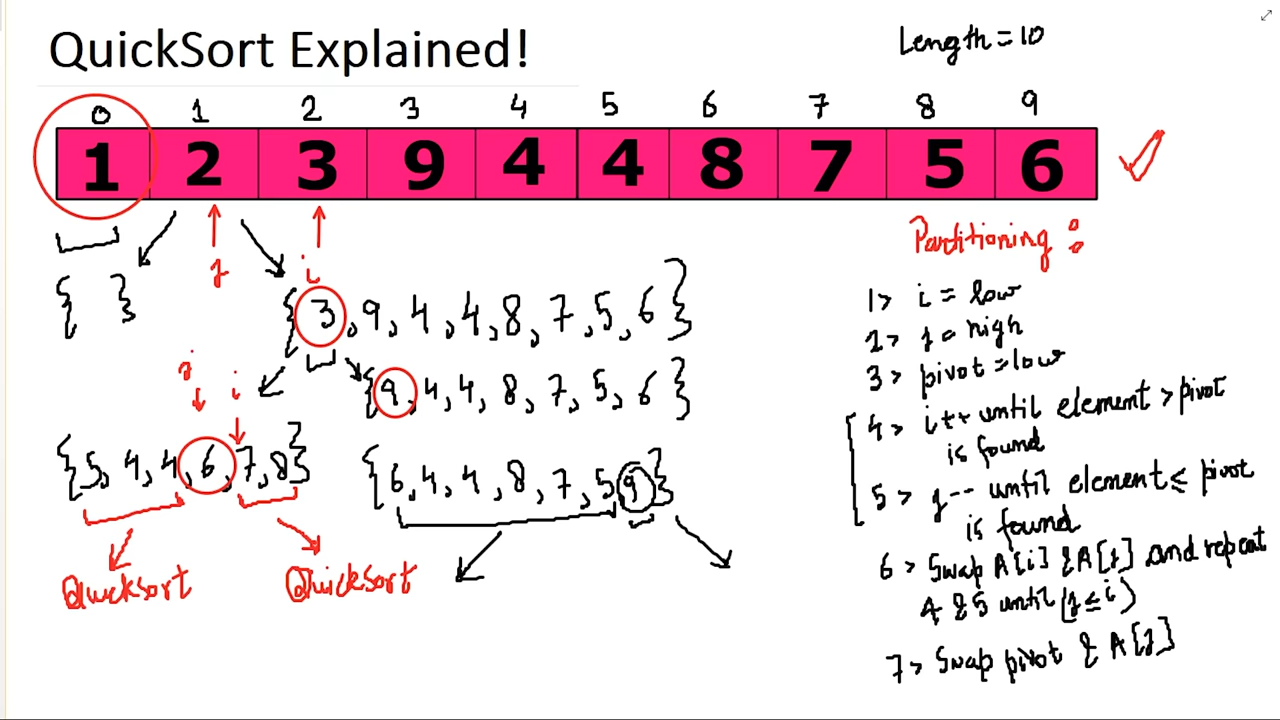 QuickSort Explained!
Length = 10
0 1 2 3 4 5 6 7 8 9
1 2 3 9 4 4 8 7 5 6
j i
{ }
{3, 9, 4, 4, 8, 7, 5, 6}
{9, 4, 4, 8, 7, 5, 6}
j i
{5, 4, 4, 6, 7, 8}
{6, 4, 4, 8, 7, 5, 9}
QuickSort QuickSort
Partitioning :
1> i = low
2> j = high
3> pivot = low
4> i++ until element > pivot
is found
5> j-- until element ≤ pivot
is found
6> Swap A[i] & A[j] and repeat
4 & 5 until (j ≤ i)
7> Swap pivot & A[j]